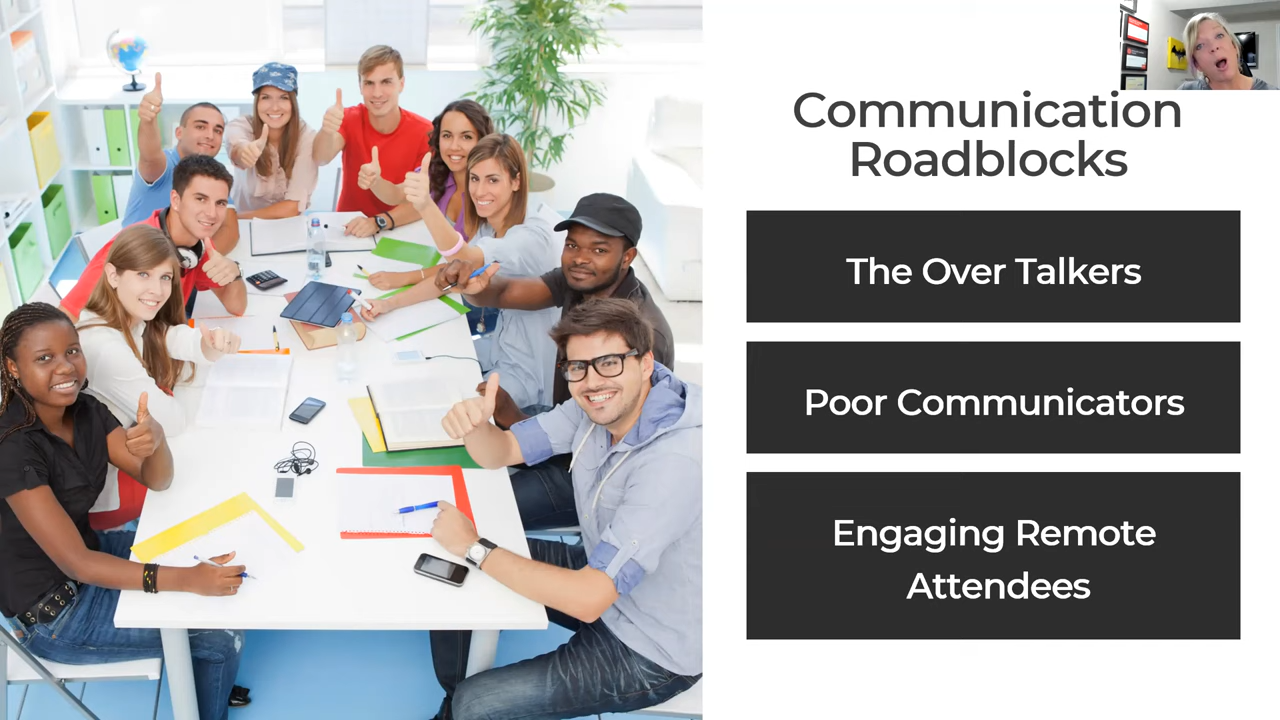 Communication
Roadblocks
The Over Talkers
Poor Communicators
Engaging Remote
Attendees